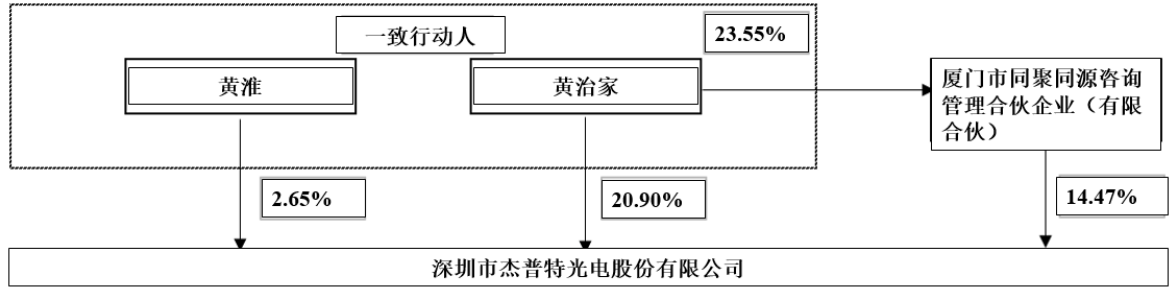 一致行动人
23.55%
黄淮
黄治家
厦门市同聚同源咨询
管理合伙企业（有限
合伙）
2.65%
20.90%
14.47%
深圳市杰普特光电股份有限公司